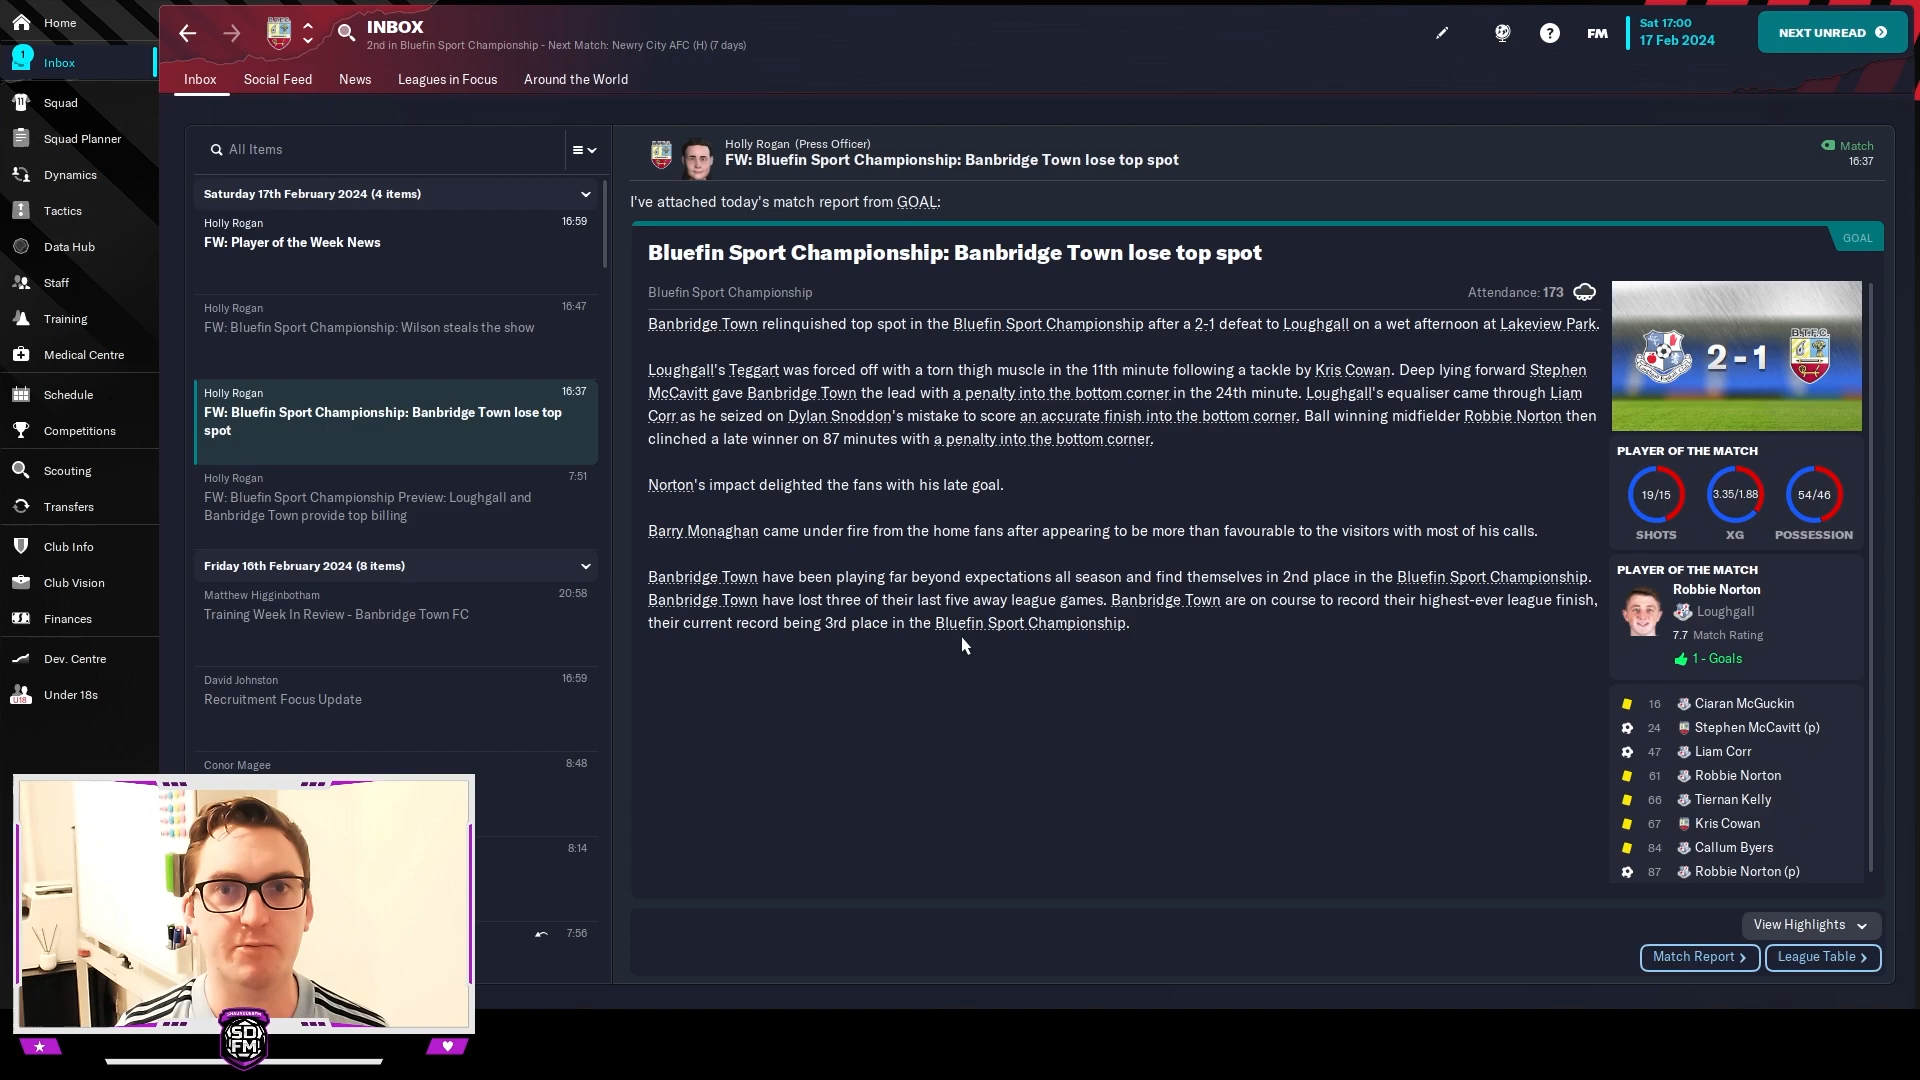 Home
1
Inbox
Squad
Squad Planner
Dynamics
Tactics
Data Hub
Staff
Training
Medical Centre
Schedule
Competitions
Scouting
Transfers
Club Info
Club Vision
Finances
Dev. Centre
U18
Under 18s
INBOX
2nd in Bluefin Sport Championship - Next Match: Newry City AFC (H) (7 days)
Inbox
Social Feed
News
Leagues in Focus
Around the World
?
FM
Sat 17:00
17 Feb 2024
NEXT UNREAD
All Items
Saturday 17th February 2024 (4 items)
Holly Rogan 16:59
FW: Player of the Week News
Holly Rogan 16:47
FW: Bluefin Sport Championship: Wilson steals the show
Holly Rogan 16:37
FW: Bluefin Sport Championship: Banbridge Town lose top
spot
Holly Rogan 7:51
FW: Bluefin Sport Championship Preview: Loughgall and
Banbridge Town provide top billing
Friday 16th February 2024 (8 items)
Matthew Higginbotham 20:58
Training Week In Review - Banbridge Town FC
David Johnston 16:59
Recruitment Focus Update
Conor Magee 8:48
8:14
7:56
Holly Rogan (Press Officer)
FW: Bluefin Sport Championship: Banbridge Town lose top spot
Match
16:37
I've attached today's match report from GOAL:
GOAL
Bluefin Sport Championship: Banbridge Town lose top spot
Bluefin Sport Championship Attendance: 173
Banbridge Town relinquished top spot in the Bluefin Sport Championship after a 2-1 defeat to Loughgall on a wet afternoon at Lakeview Park.
Loughgall's Teggart was forced off with a torn thigh muscle in the 11th minute following a tackle by Kris Cowan. Deep lying forward Stephen
McCavitt gave Banbridge Town the lead with a penalty into the bottom corner in the 24th minute. Loughgall's equaliser came through Liam
Corr as he seized on Dylan Snoddon's mistake to score an accurate finish into the bottom corner. Ball winning midfielder Robbie Norton then
clinched a late winner on 87 minutes with a penalty into the bottom corner.
Norton's impact delighted the fans with his late goal.
Barry Monaghan came under fire from the home fans after appearing to be more than favourable to the visitors with most of his calls.
Banbridge Town have been playing far beyond expectations all season and find themselves in 2nd place in the Bluefin Sport Championship.
Banbridge Town have lost three of their last five away league games. Banbridge Town are on course to record their highest-ever league finish,
their current record being 3rd place in the Bluefin Sport Championship.
2 - 1
B.T.F.C.
PLAYER OF THE MATCH
19/15 3.35/1.88 54/46
SHOTS XG POSSESSION
PLAYER OF THE MATCH
Robbie Norton
Loughgall
7.7 Match Rating
1 - Goals
16 Ciaran McGuckin
24 Stephen McCavitt (p)
47 Liam Corr
61 Robbie Norton
66 Tiernan Kelly
67 Kris Cowan
84 Callum Byers
87 Robbie Norton (p)
View Highlights
Match Report
League Table
SD
FM